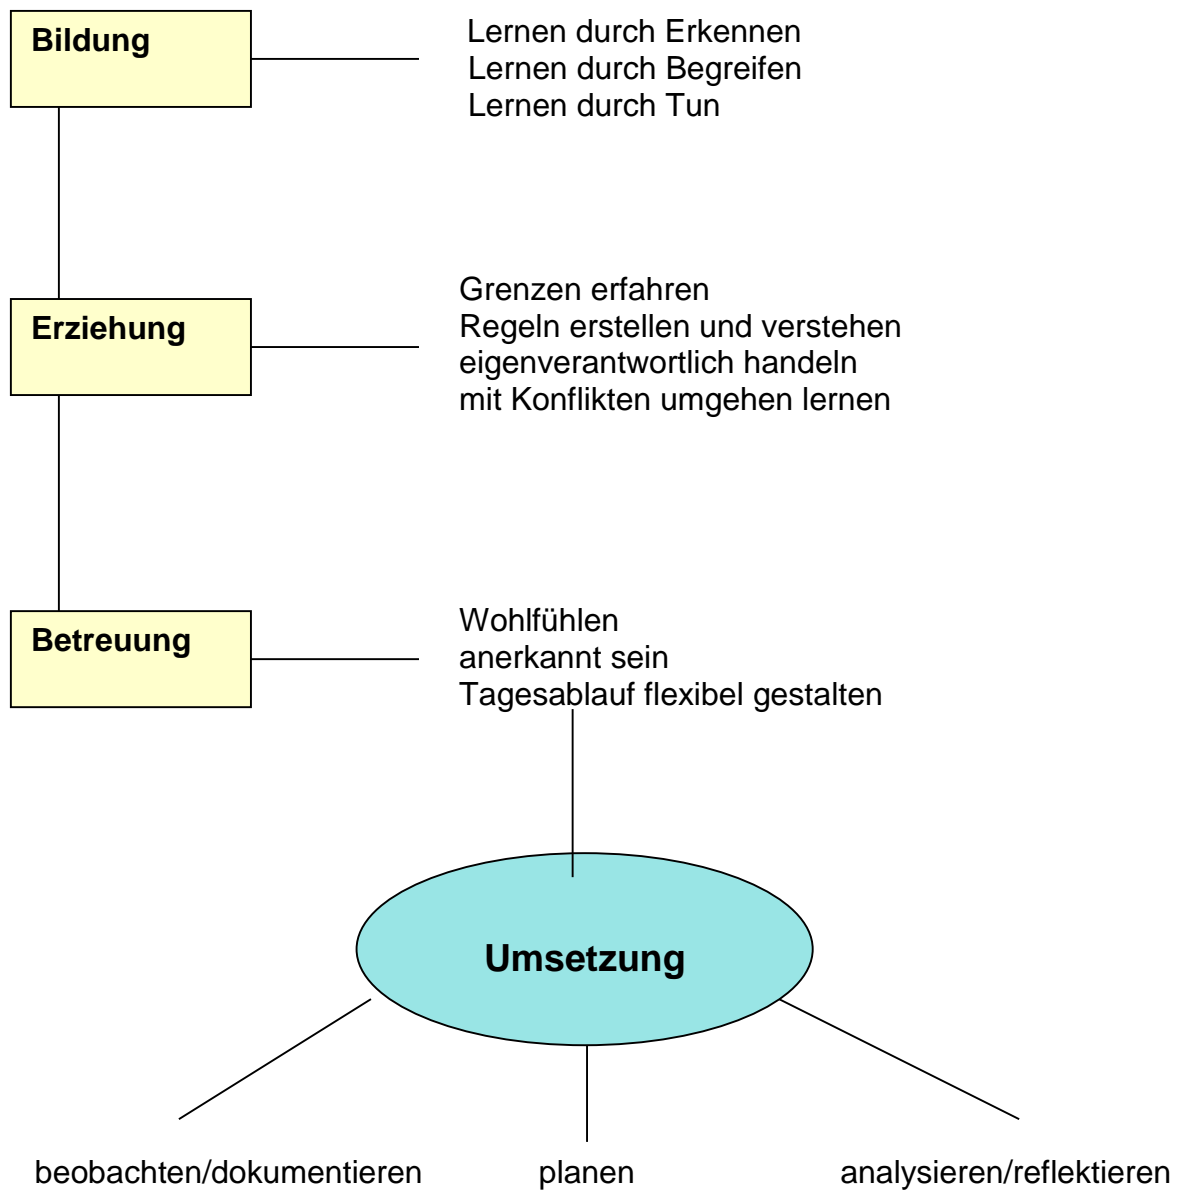 Bildung
Lernen durch Erkennen
Lernen durch Begreifen
Lernen durch Tun
Erziehung
Grenzen erfahren
Regeln erstellen und verstehen
eigenverantwortlich handeln
mit Konflikten umgehen lernen
Betreuung
Wohlfühlen
anerkannt sein
Tagesablauf flexibel gestalten
Umsetzung
beobachten/dokumentieren
planen
analysieren/reflektieren